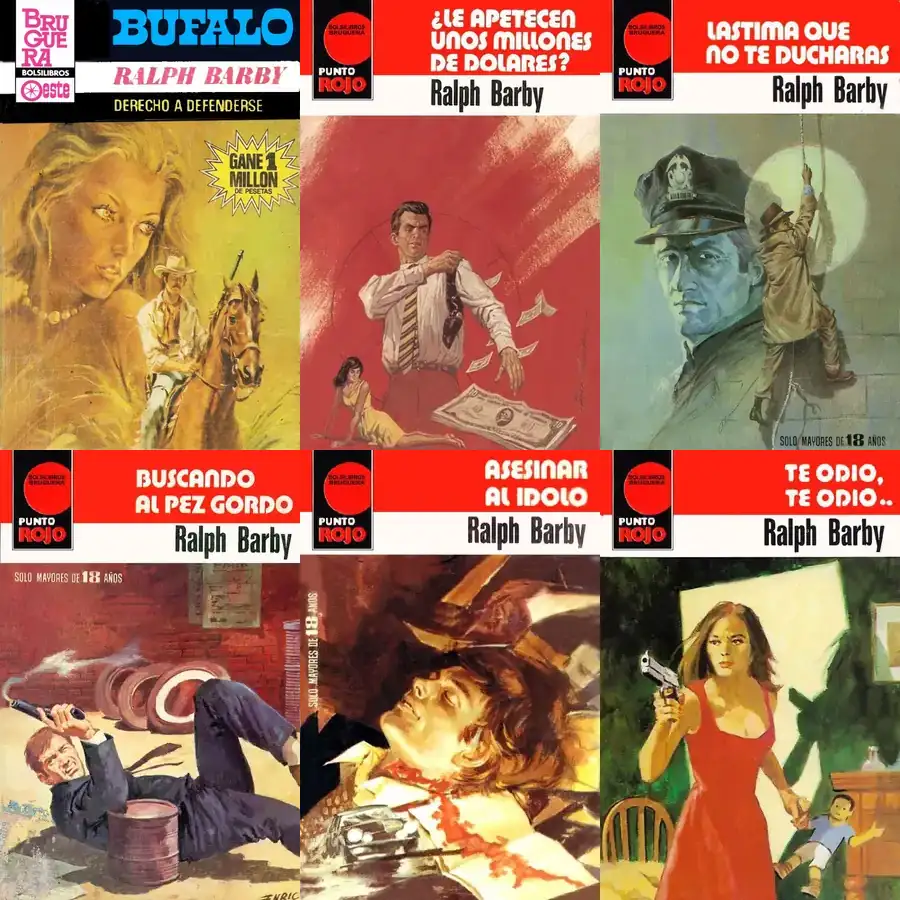 BRU
GUE
RA
BOLSILIBROS
Oeste
BUFALO
RALPH BARBY
DERECHO A DEFENDERSE
GANE 1
MILLON
DE PESETAS
BOLSILIBROS
BRUGUERA
PUNTO
ROJO
¿LE APETECEN
UNOS MILLONES
DE DOLARES?
Ralph Barby
BOLSILIBROS
BRUGUERA
PUNTO
ROJO
LASTIMA QUE
NO TE DUCHARAS
Ralph Barby
SOLO MAYORES DE 18 AÑOS
BOLSILIBROS
BRUGUERA
PUNTO
ROJO
BUSCANDO
AL PEZ GORDO
Ralph Barby
SOLO MAYORES DE 18 AÑOS
ENRIC
BOLSILIBROS
BRUGUERA
PUNTO
ROJO
ASESINAR
AL IDOLO
Ralph Barby
SOLO MAYORES DE 18 AÑOS
BOLSILIBROS
BRUGUERA
PUNTO
ROJO
TE ODIO,
TE ODIO..
Ralph Barby